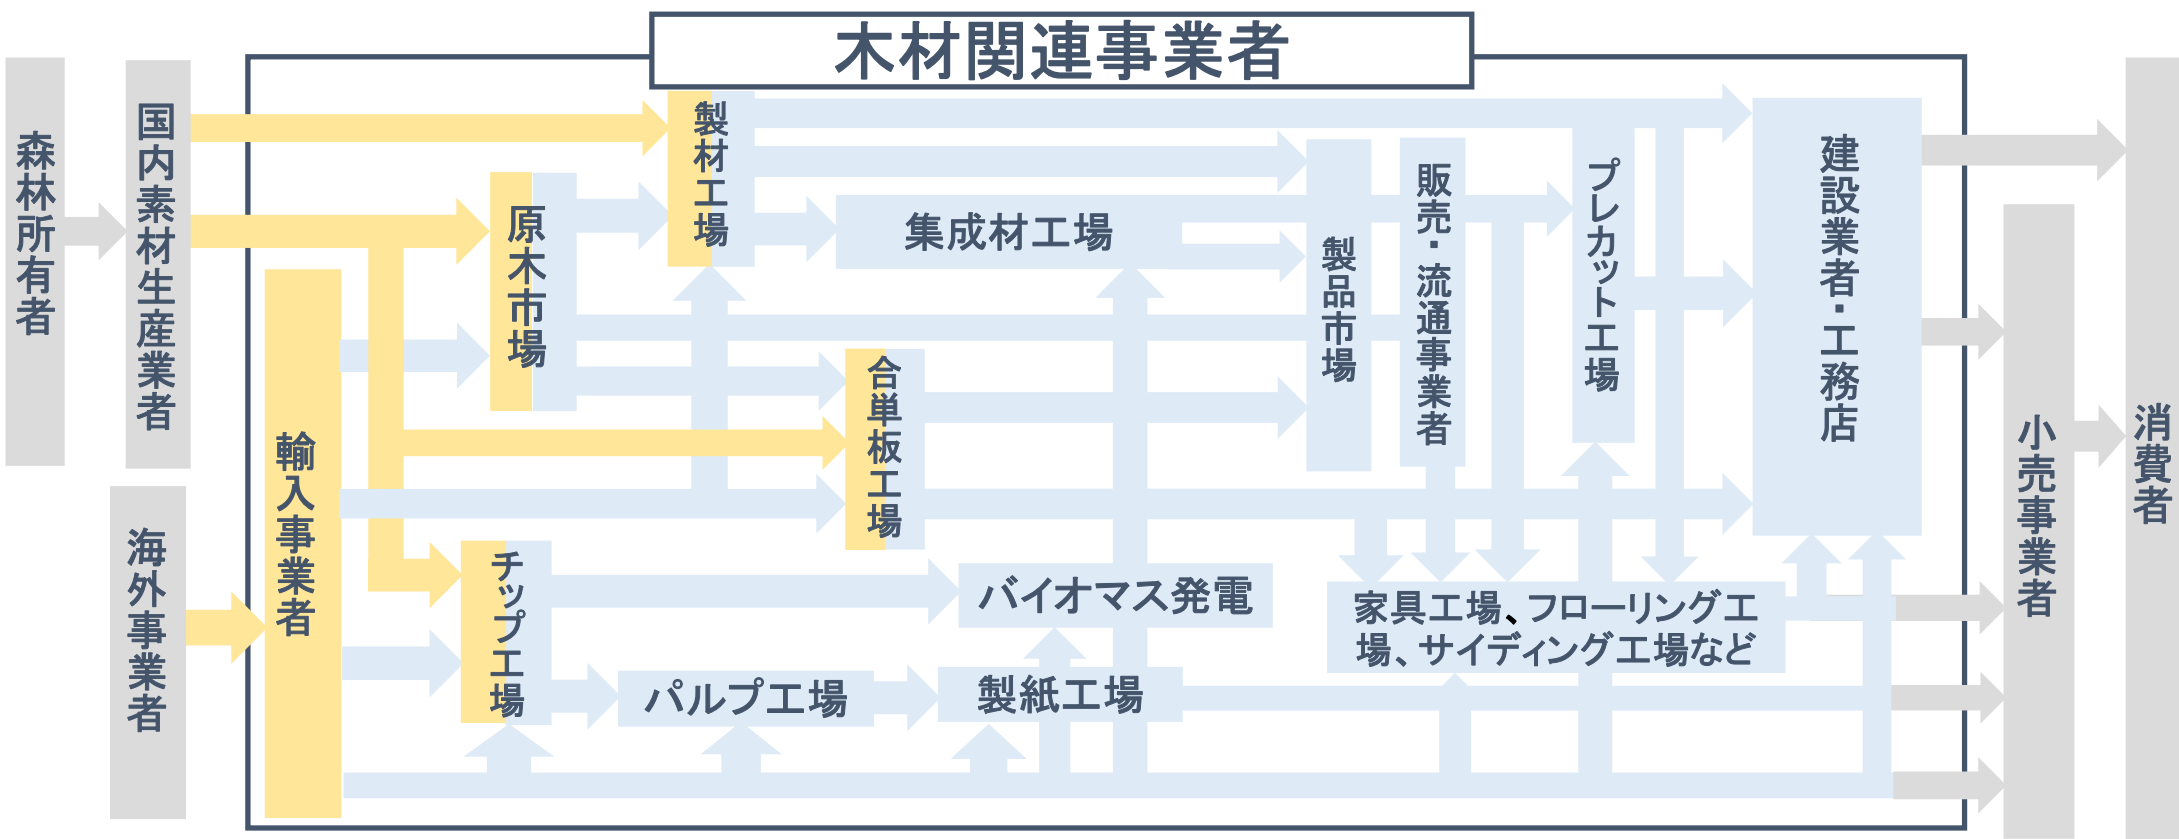 木材関連事業者
森林所有者
国内素材生産業者
海外事業者
輸入事業者
原木市場
製材工場
集成材工場
合単板工場
チップ工場
バイオマス発電
パルプ工場
製紙工場
製品市場
販売・流通事業者
プレカット工場
家具工場、フローリング工
場、サイディング工場など
建設業者・工務店
小売事業者
消費者